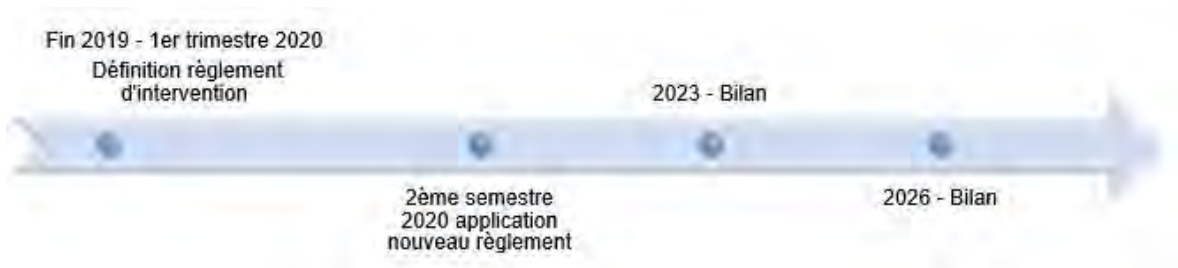 Fin 2019 - 1er trimestre 2020
Définition règlement
d'intervention
2ème semestre
2020 application
nouveau règlement
2023 - Bilan
2026 - Bilan